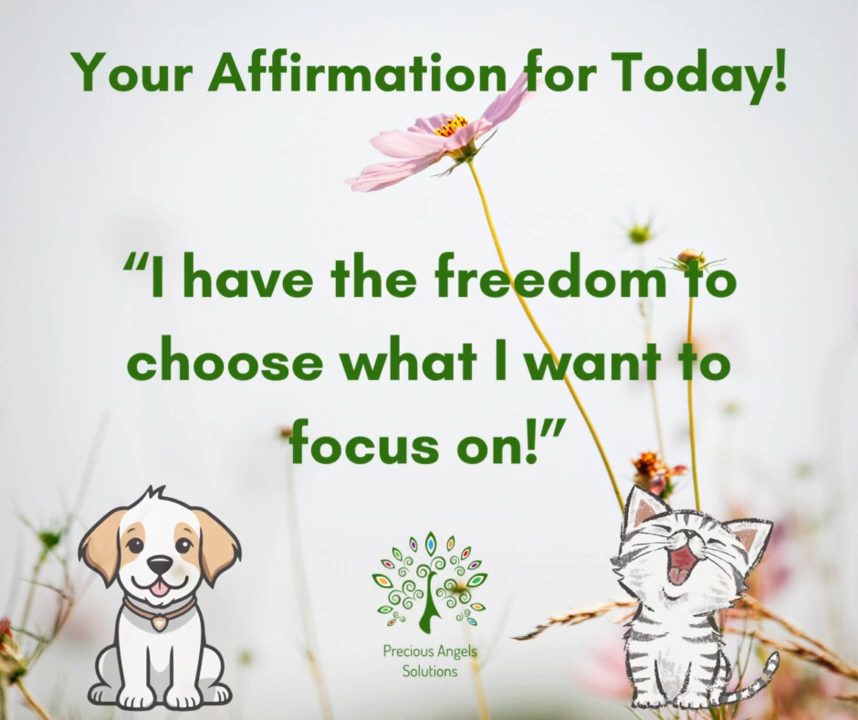 Your Affirmation for Today!
“I have the freedom to
choose what I want to
focus on!”
Precious Angels
Solutions